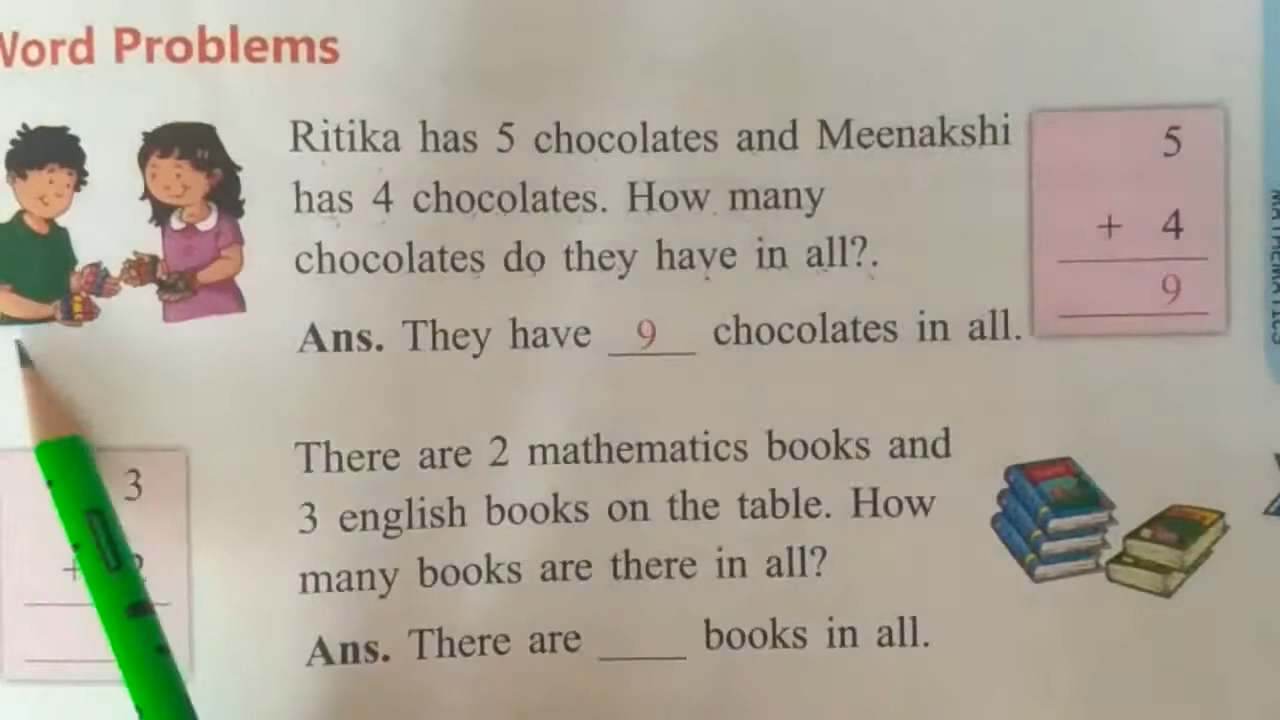 Word Problems
Ritika has 5 chocolates and Meenakshi
has 4 chocolates. How many
chocolates do they have in all?.
Ans. They have 9 chocolates in all.
5
+ 4
9
MATHEMATICS
3
+
There are 2 mathematics books and
3 english books on the table. How
many books are there in all?
Ans. There are ____ books in all.